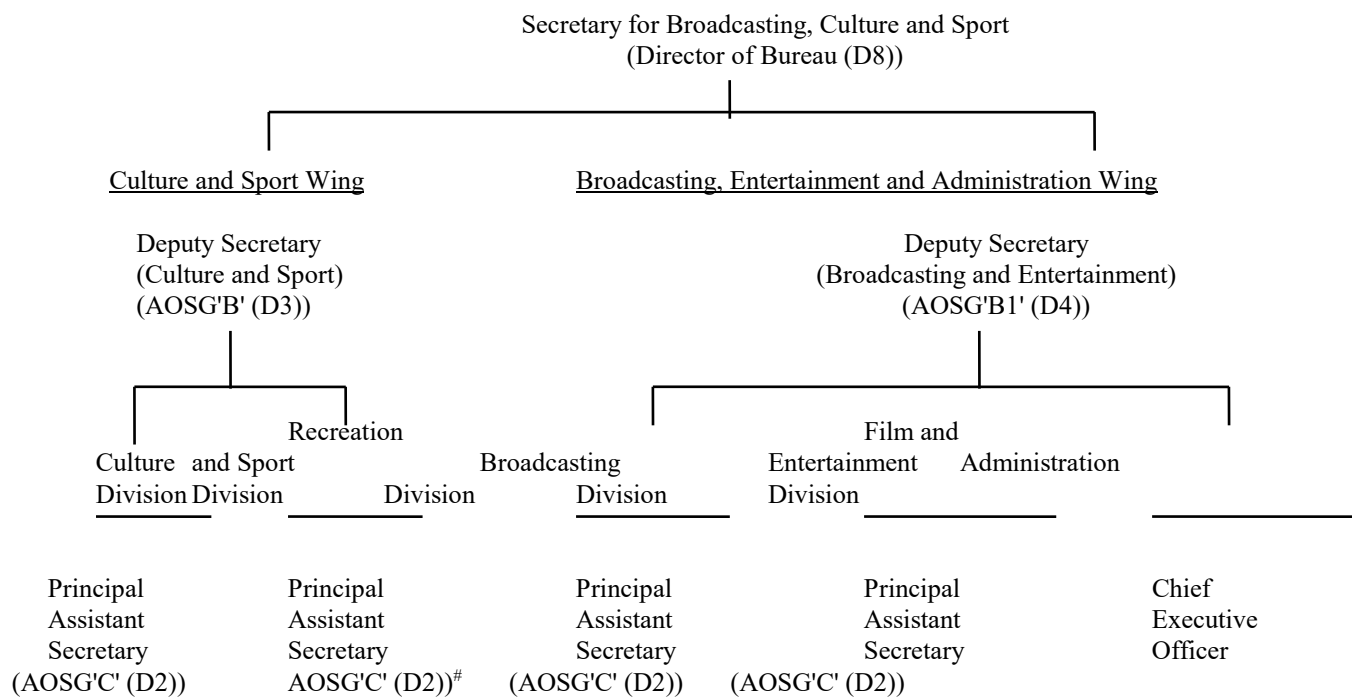 Secretary for Broadcasting, Culture and Sport
(Director of Bureau (D8))
Culture and Sport Wing Broadcasting, Entertainment and Administration Wing
Deputy Secretary Deputy Secretary
(Culture and Sport) (Broadcasting and Entertainment)
(AOSG'B' (D3)) (AOSG'B1' (D4))
Recreation Film and
Culture and Sport Broadcasting Entertainment Administration
Division Division Division Division Division
Principal Principal Principal Principal Chief
Assistant Assistant Assistant Assistant Executive
Secretary Secretary Secretary Secretary Officer
(AOSG'C' (D2)) AOSG'C' (D2))# (AOSG'C' (D2)) (AOSG'C' (D2))